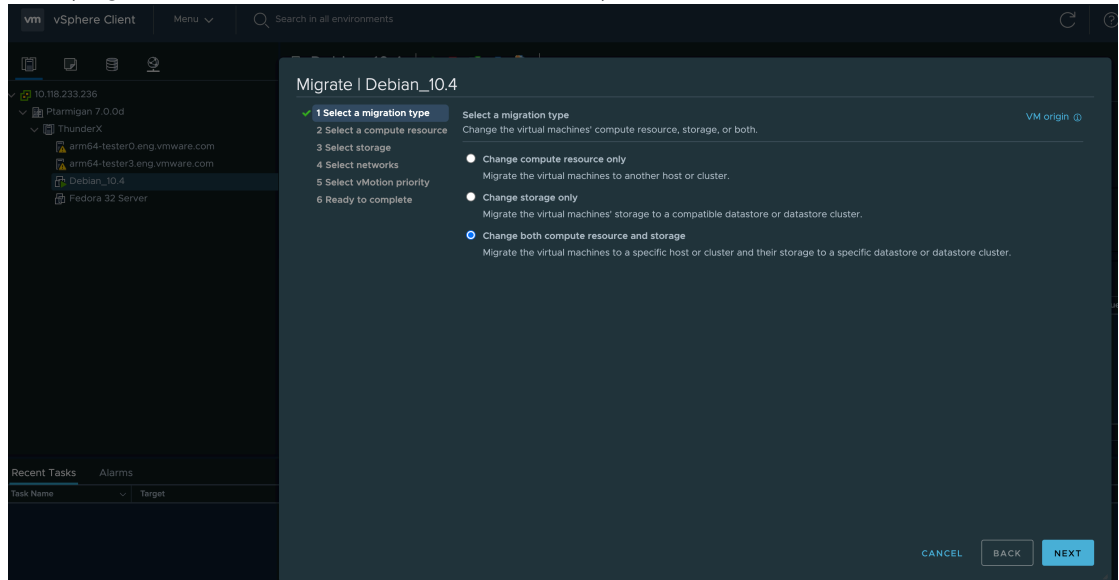 vm vSphere Client Menu Search in all environments
10.118.233.236
Ptarmigan 7.0.0d
ThunderX
arm64-tester0.eng.vmware.com
arm64-tester3.eng.vmware.com
Debian_10.4
Fedora 32 Server
Migrate | Debian_10.4
1 Select a migration type
2 Select a compute resource
3 Select storage
4 Select networks
5 Select vMotion priority
6 Ready to complete
Select a migration type
VM origin
Change the virtual machines' compute resource, storage, or both.
Change compute resource only
Migrate the virtual machines to another host or cluster.
Change storage only
Migrate the virtual machines' storage to a compatible datastore or datastore cluster.
Change both compute resource and storage
Migrate the virtual machines to a specific host or cluster and their storage to a specific datastore or datastore cluster.
Recent Tasks Alarms
Task Name Target
CANCEL BACK NEXT